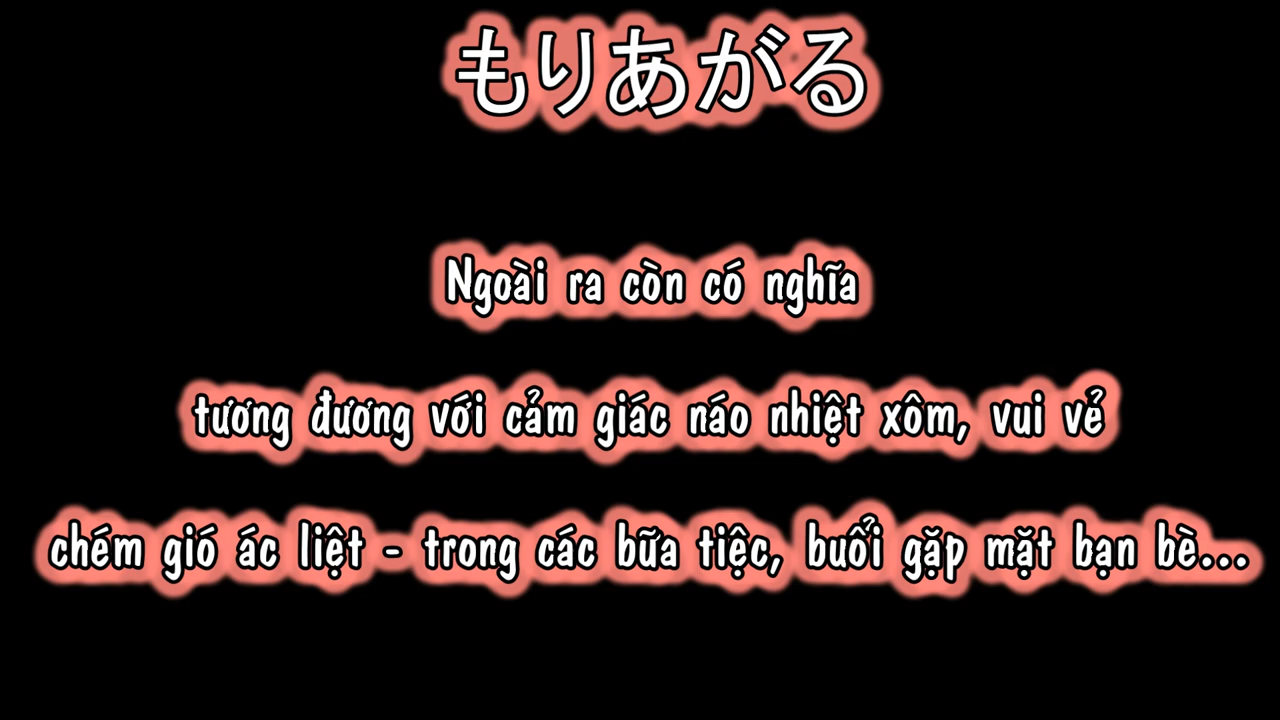 もりあがる
Ngoài ra còn có nghĩa
tương đương với cảm giác náo nhiệt xôm, vui vẻ
chém gió ác liệt - trong các bữa tiệc, buổi gặp mặt bạn bè...